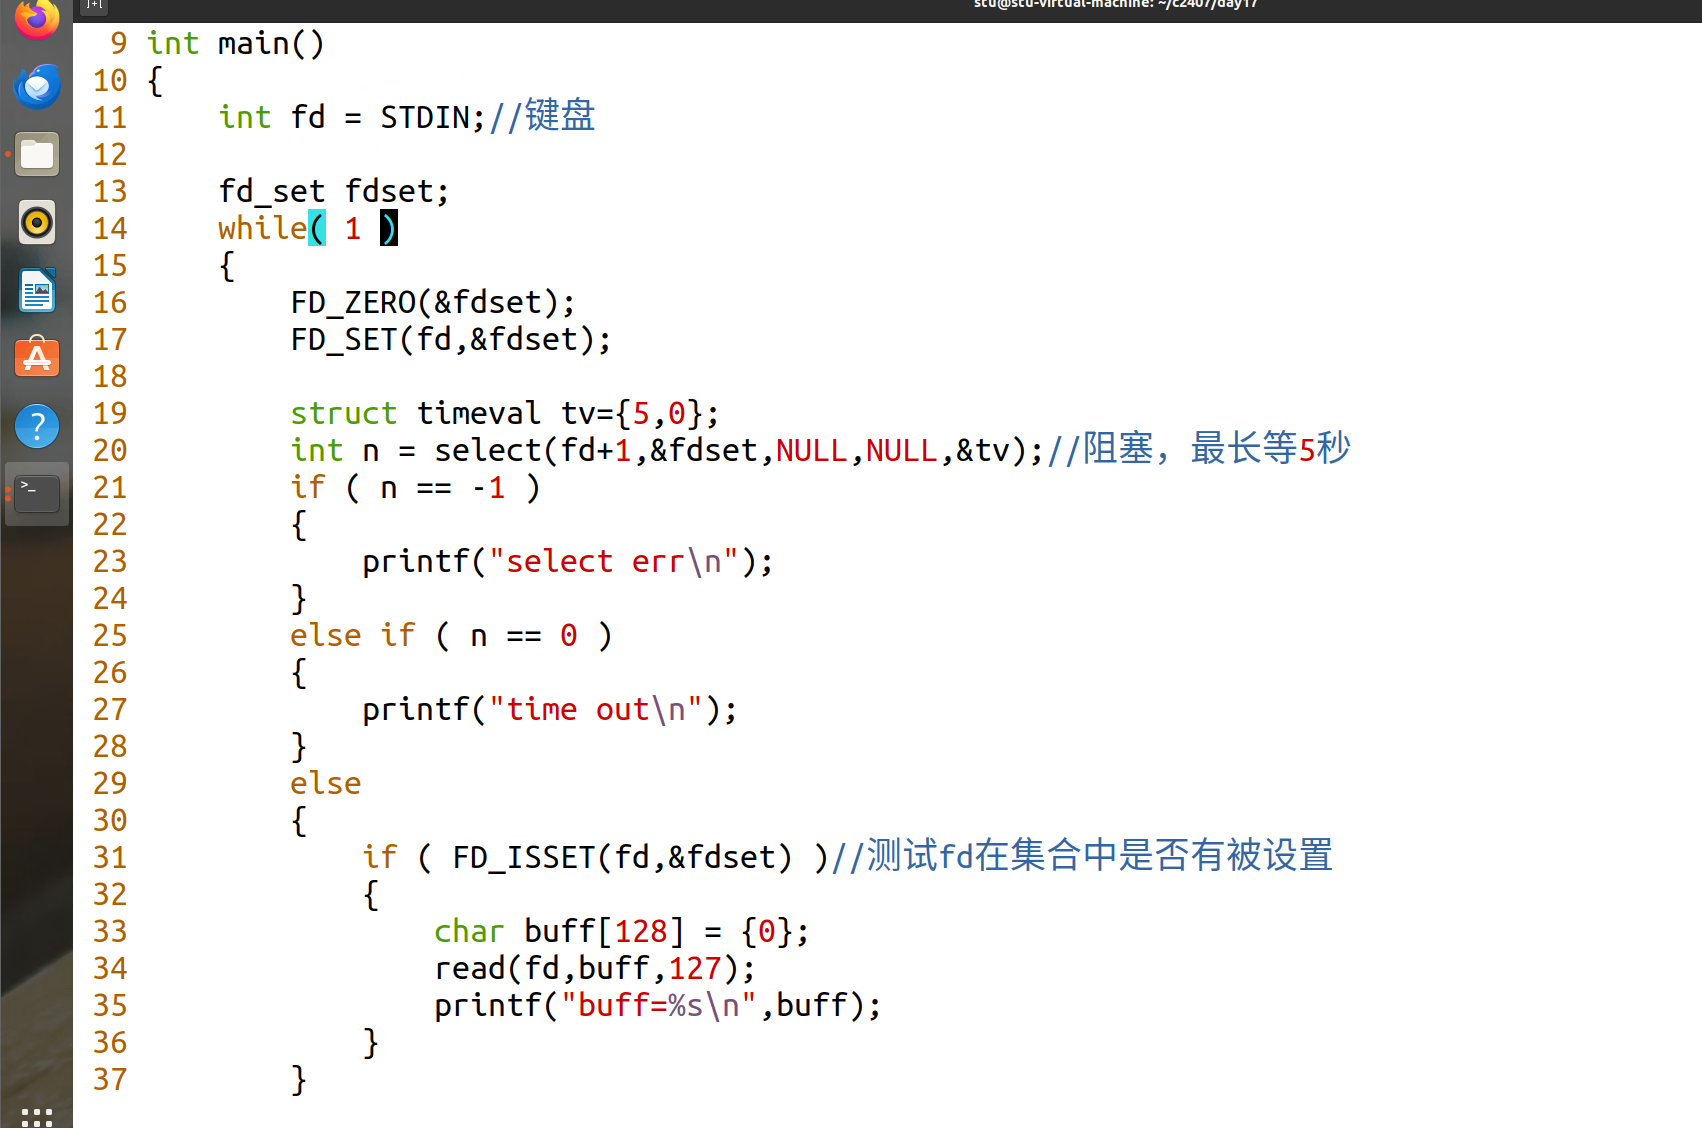 stu@stu-virtual-machine: ~/c2407/day17
9 int main()
10 {
11     int fd = STDIN;//键盘
12
13     fd_set fdset;
14     while( 1 )
15     {
16         FD_ZERO(&fdset);
17         FD_SET(fd,&fdset);
18
19         struct timeval tv={5,0};
20         int n = select(fd+1,&fdset,NULL,NULL,&tv);//阻塞，最长等5秒
21         if ( n == -1 )
22         {
23             printf("select err\n");
24         }
25         else if ( n == 0 )
26         {
27             printf("time out\n");
28         }
29         else
30         {
31             if ( FD_ISSET(fd,&fdset) )//测试fd在集合中是否有被设置
32             {
33                 char buff[128] = {0};
34                 read(fd,buff,127);
35                 printf("buff=%s\n",buff);
36             }
37         }